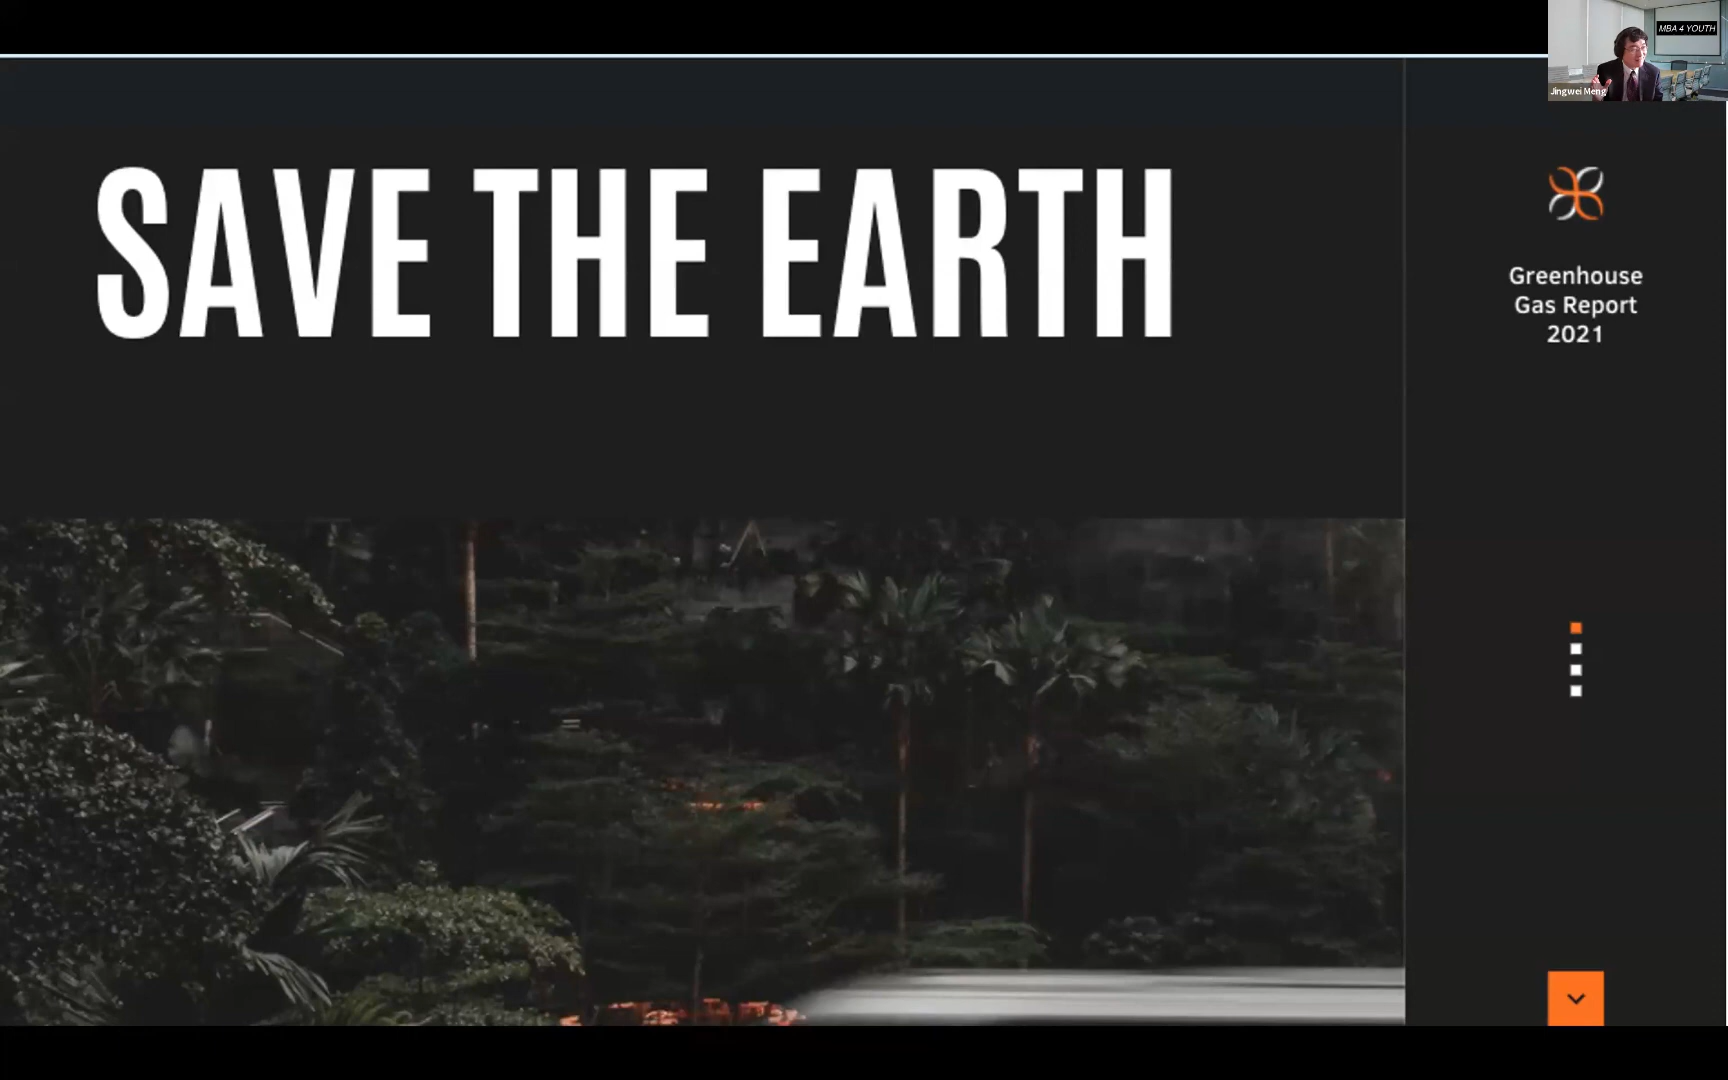 MBA 4 YOUTH
Jingwei Meng
SAVE THE EARTH
Greenhouse
Gas Report
2021